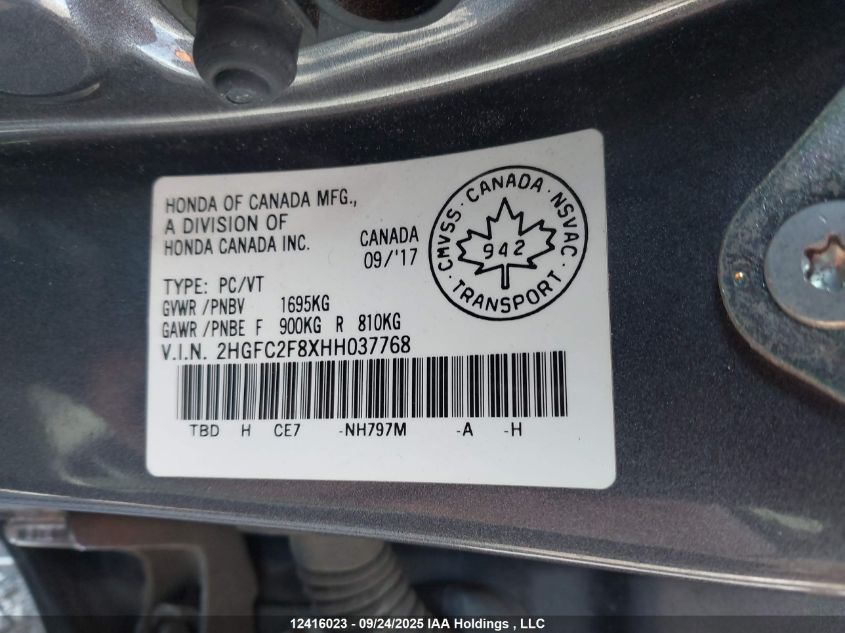 HONDA OF CANADA MFG.,
A DIVISION OF
HONDA CANADA INC.
CANADA
09/'17
CMVSS · CANADA · NSVAC ·
942
TRANSPORT
TYPE: PC/VT
GVWR /PNBV 1695KG
GAWR /PNBE F 900KG R 810KG
V.I.N. 2HGFC2F8XHH037768
TBD H CE7 -NH797M -A -H
12416023 - 09/24/2025 IAA Holdings , LLC